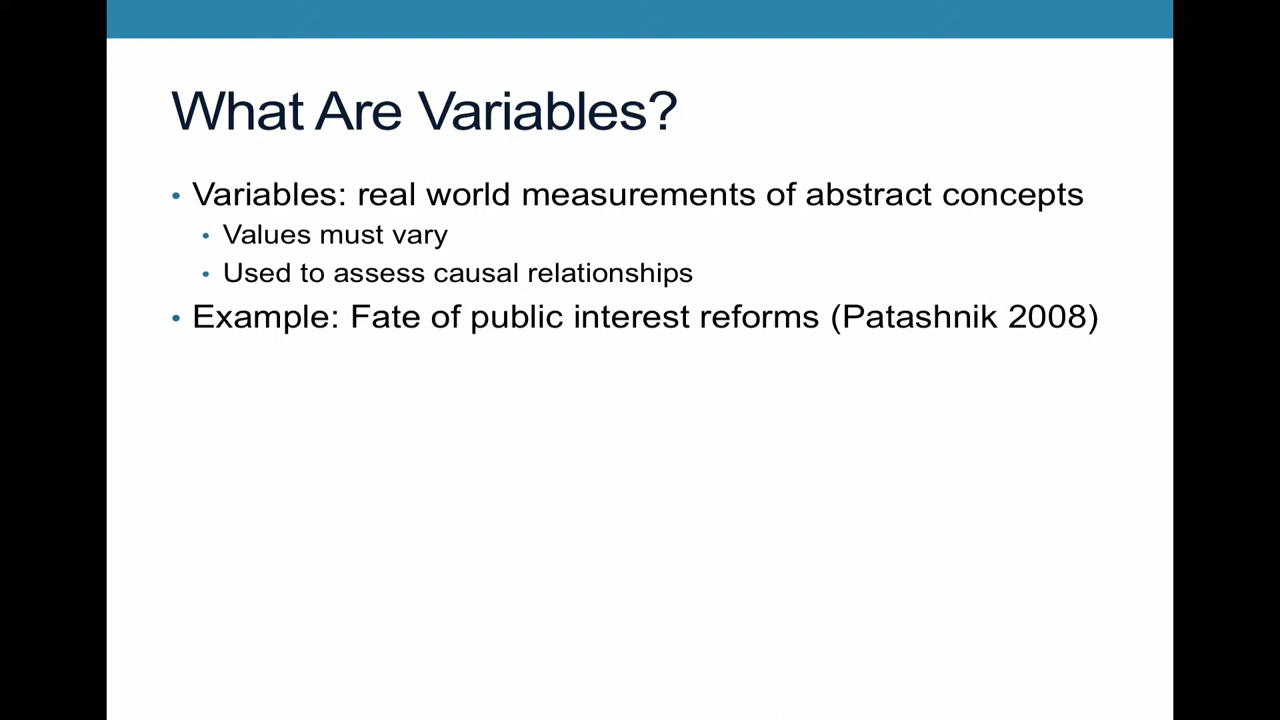 What Are Variables?
• Variables: real world measurements of abstract concepts
• Values must vary
• Used to assess causal relationships
• Example: Fate of public interest reforms (Patashnik 2008)